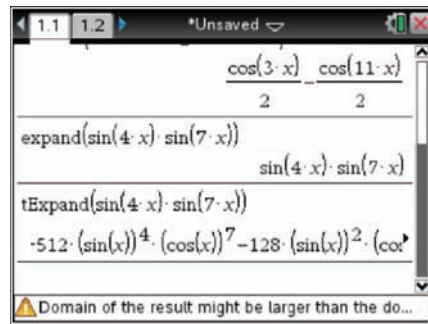 1.1 1.2 *Unsaved
cos(3·x)/2 − cos(11·x)/2
expand(sin(4·x)·sin(7·x))
sin(4·x)·sin(7·x)
tExpand(sin(4·x)·sin(7·x))
-512·(sin(x))^4·(cos(x))^7−128·(sin(x))^2·(cos
Domain of the result might be larger than the do...